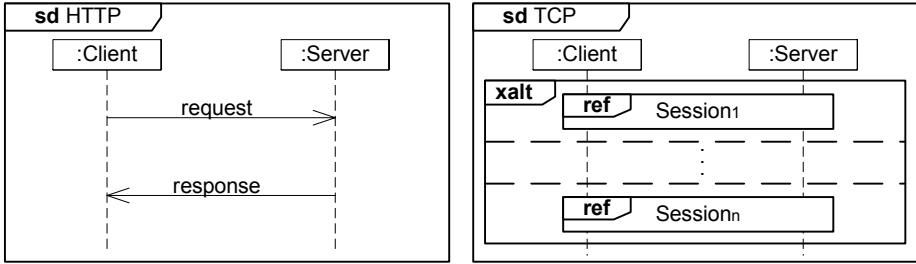 sd HTTP
:Client :Server
request
response
sd TCP
:Client :Server
xalt
ref Session1
ref Sessionn